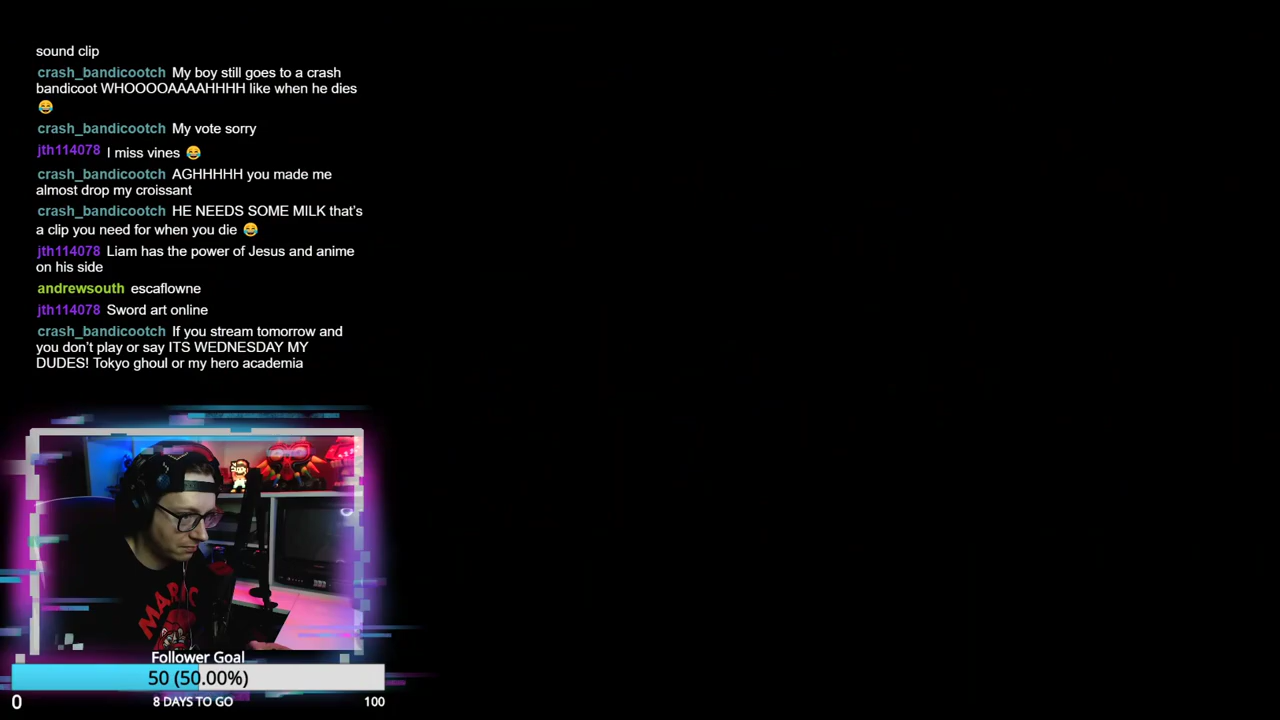 sound clip
crash_bandicootch My boy still goes to a crash
bandicoot WHOOOOAAAAHHHH like when he dies
😂
crash_bandicootch My vote sorry
jth114078 I miss vines 😂
crash_bandicootch AGHHHHH you made me
almost drop my croissant
crash_bandicootch HE NEEDS SOME MILK that's
a clip you need for when you die 😂
jth114078 Liam has the power of Jesus and anime
on his side
andrewsouth escaflowne
jth114078 Sword art online
crash_bandicootch If you stream tomorrow and
you don't play or say ITS WEDNESDAY MY
DUDES! Tokyo ghoul or my hero academia
Follower Goal
50 (50.00%)
0 8 DAYS TO GO 100